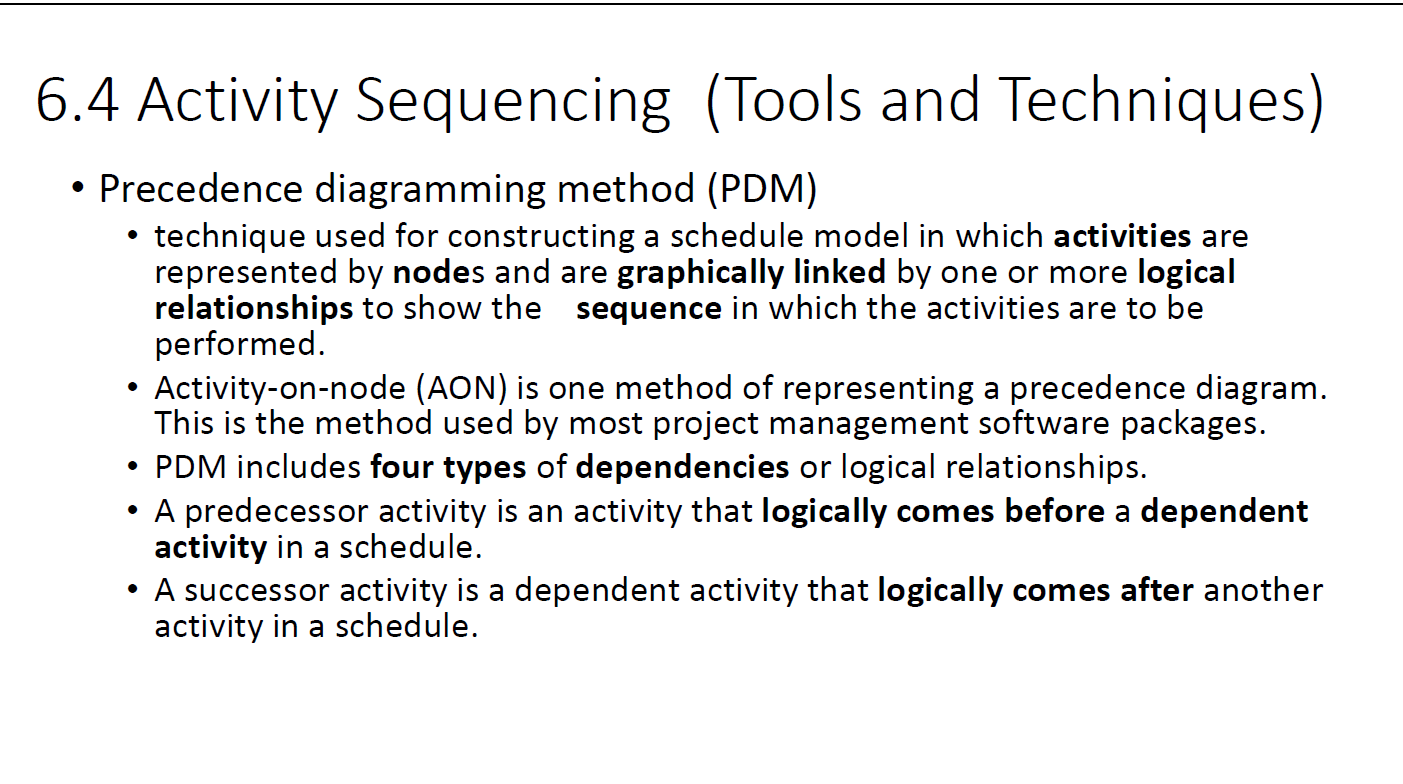 6.4 Activity Sequencing (Tools and Techniques)
• Precedence diagramming method (PDM)
• technique used for constructing a schedule model in which activities are
represented by nodes and are graphically linked by one or more logical
relationships to show the sequence in which the activities are to be
performed.
• Activity-on-node (AON) is one method of representing a precedence diagram.
This is the method used by most project management software packages.
• PDM includes four types of dependencies or logical relationships.
• A predecessor activity is an activity that logically comes before a dependent
activity in a schedule.
• A successor activity is a dependent activity that logically comes after another
activity in a schedule.